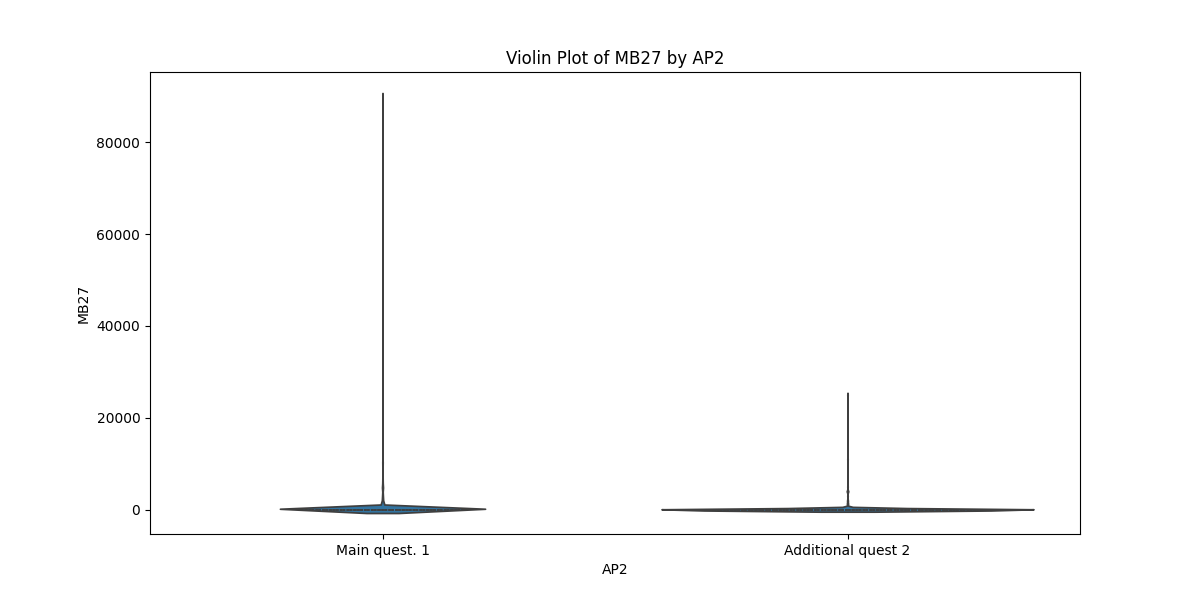 Violin Plot of MB27 by AP2
80000
60000
40000
20000
0
MB27
Main quest. 1
Additional quest 2
AP2